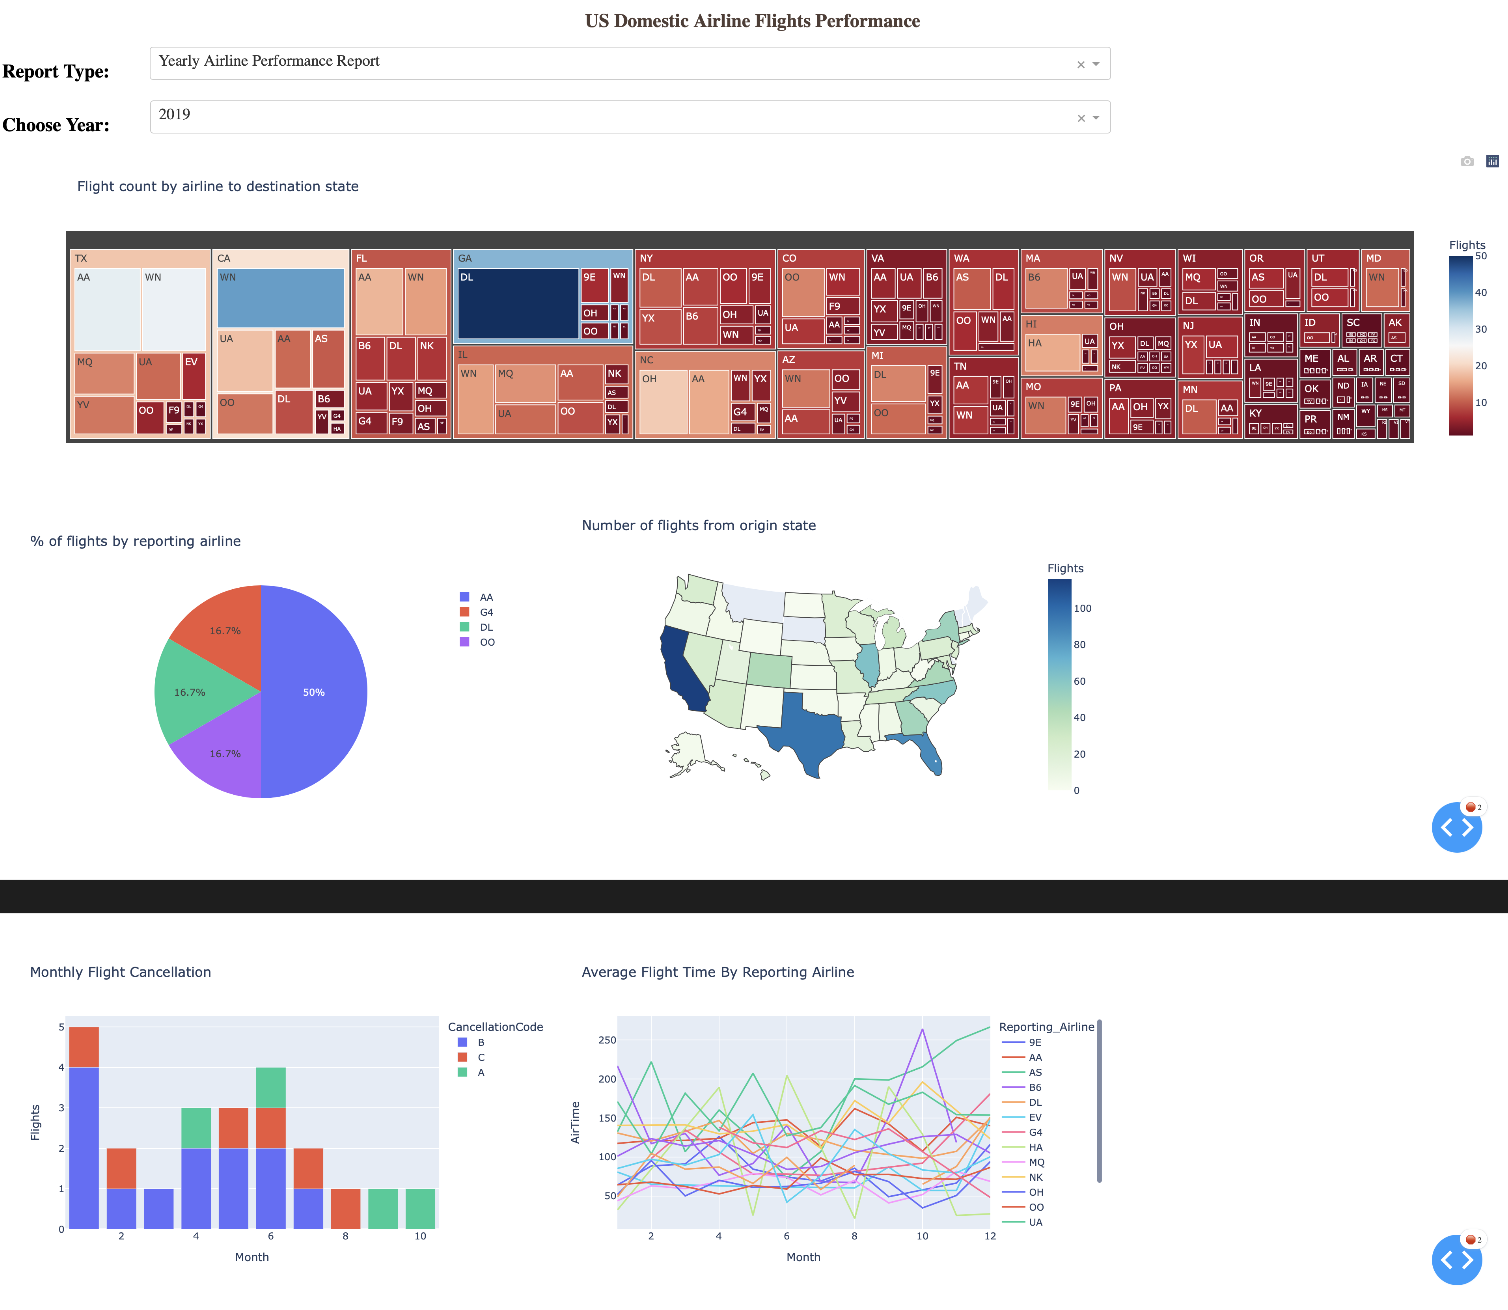 US Domestic Airline Flights Performance
Report Type:
Yearly Airline Performance Report
Choose Year:
2019
Flight count by airline to destination state
TX
AA
WN
MQ
UA
EV
YV
OO
F9
CA
WN
UA
AA
AS
OO
DL
B6
YV
G4
HA
FL
AA
WN
B6
DL
NK
UA
YX
MQ
OH
G4
F9
AS
GA
DL
9E
WN
OH
OO
IL
WN
MQ
AA
NK
AS
UA
OO
DL
YX
NY
DL
AA
OO
9E
YX
B6
OH
UA
WN
NC
OH
AA
WN
YX
G4
MQ
DL
CO
OO
WN
F9
UA
AA
AZ
WN
OO
YV
AA
UA
VA
AA
UA
B6
YX
9E
OH
YV
MQ
MI
DL
9E
YX
OO
WA
AS
DL
OO
WN
AA
TN
AA
9E
OH
WN
UA
MA
B6
UA
HI
HA
UA
MO
WN
9E
OH
NV
WN
UA
AA
OH
YX
DL
MQ
NK
PA
AA
OH
YX
9E
WI
MQ
OO
WN
DL
NJ
YX
UA
MN
DL
AA
OR
AS
UA
OO
UT
DL
OO
MD
WN
IN
ID
SC
AK
LA
WN
9E
ME
AL
AR
CT
OK
ND
IA
KY
PR
NM
WY
Flights
50
40
30
20
10
% of flights by reporting airline
16.7%
16.7%
16.7%
50%
AA
G4
DL
OO
Number of flights from origin state
Flights
100
80
60
40
20
0
2
Monthly Flight Cancellation
5
4
3
2
1
0
Flights
2
4
6
8
10
Month
CancellationCode
B
C
A
Average Flight Time By Reporting Airline
250
200
150
100
50
AirTime
2
4
6
8
10
12
Month
Reporting_Airline
9E
AA
AS
B6
DL
EV
G4
HA
MQ
NK
OH
OO
UA
2